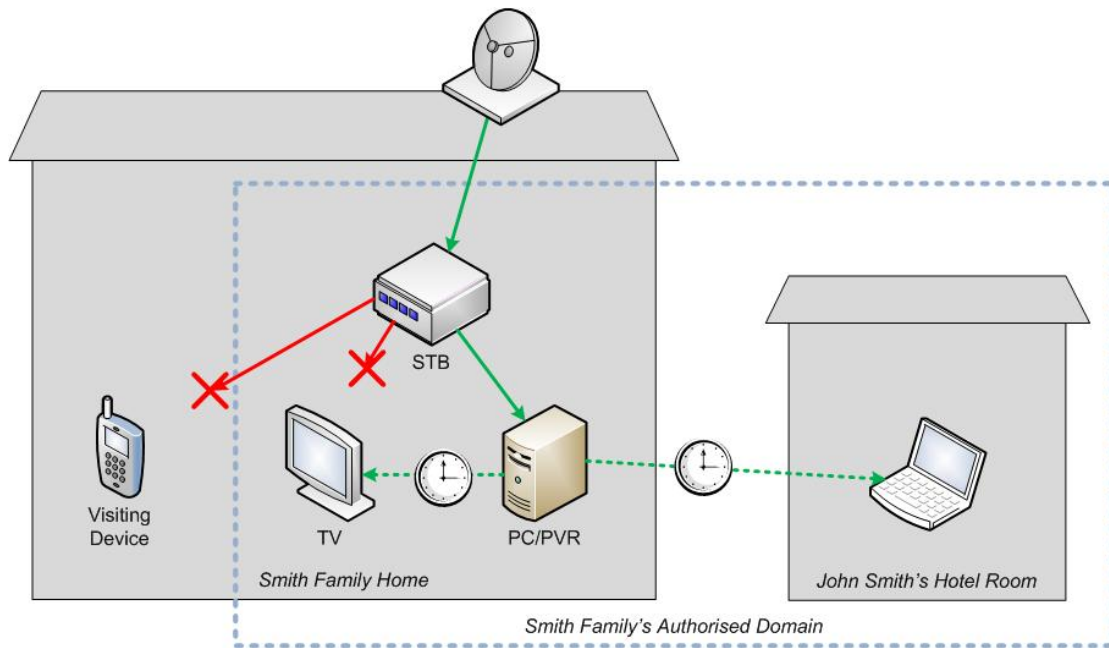 STB
Visiting
Device
TV
PC/PVR
Smith Family Home
John Smith's Hotel Room
Smith Family's Authorised Domain